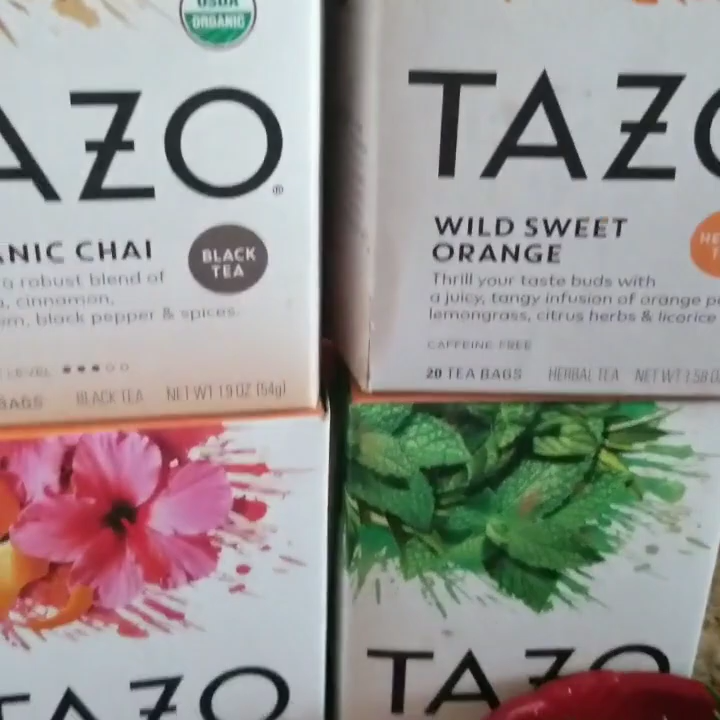 USDA
ORGANIC
AZO®
NIC CHAI
BLACK
TEA
a robust blend of
cinnamon,
black pepper & spices.
LEVEL
BAGS BLACK TEA NET WT 1.9 OZ (54g)
TAZO
WILD SWEET
ORANGE
Thrill your taste buds with
a juicy, tangy infusion of orange
lemongrass, citrus herbs & licorice
CAFFEINE FREE
20 TEA BAGS HERBAL TEA NET WT 1.58
TAZO
TAZO